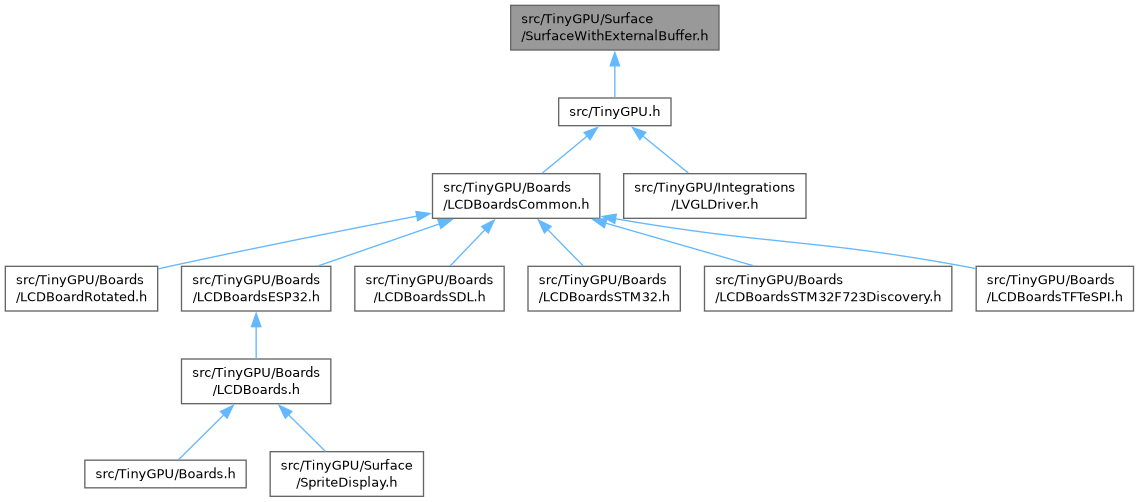 src/TinyGPU/Surface
/SurfaceWithExternalBuffer.h
src/TinyGPU.h
src/TinyGPU/Boards
/LCDBoardsCommon.h
src/TinyGPU/Integrations
/LVGLDriver.h
src/TinyGPU/Boards
/LCDBoardRotated.h
src/TinyGPU/Boards
/LCDBoardsESP32.h
src/TinyGPU/Boards
/LCDBoardsSDL.h
src/TinyGPU/Boards
/LCDBoardsSTM32.h
src/TinyGPU/Boards
/LCDBoardsSTM32F723Discovery.h
src/TinyGPU/Boards
/LCDBoardsTFTeSPI.h
src/TinyGPU/Boards
/LCDBoards.h
src/TinyGPU/Boards.h
src/TinyGPU/Surface
/SpriteDisplay.h